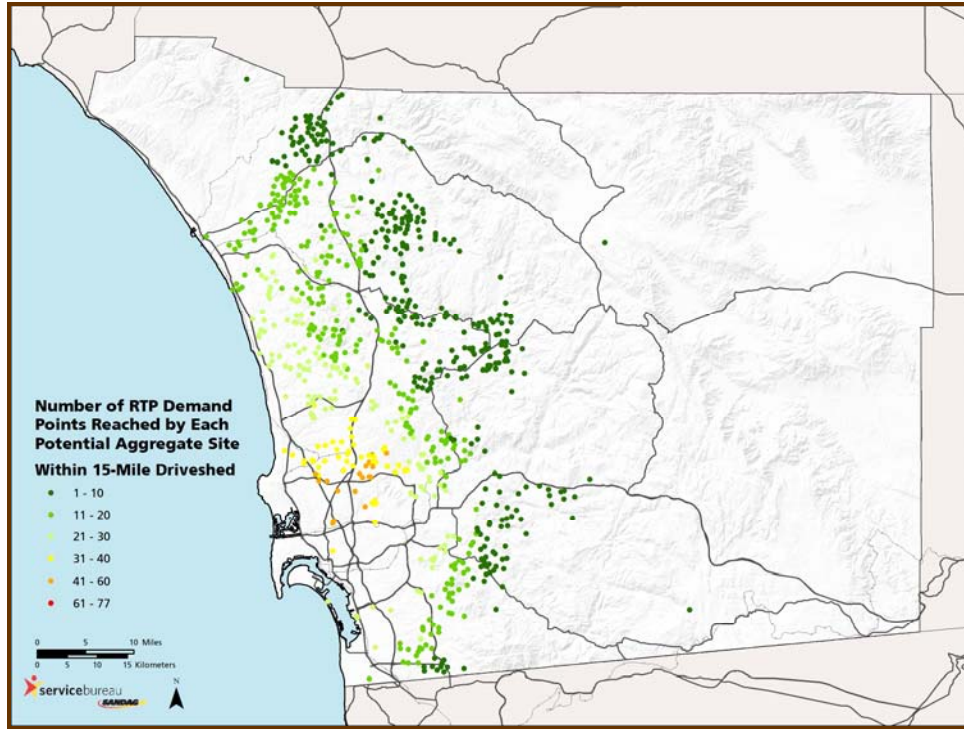 Number of RTP Demand
Points Reached by Each
Potential Aggregate Site
Within 15-Mile Driveshed
1 - 10
11 - 20
21 - 30
31 - 40
41 - 60
61 - 77
0 5 10 Miles
0 5 10 15 Kilometers
servicebureau
SANDAG
N